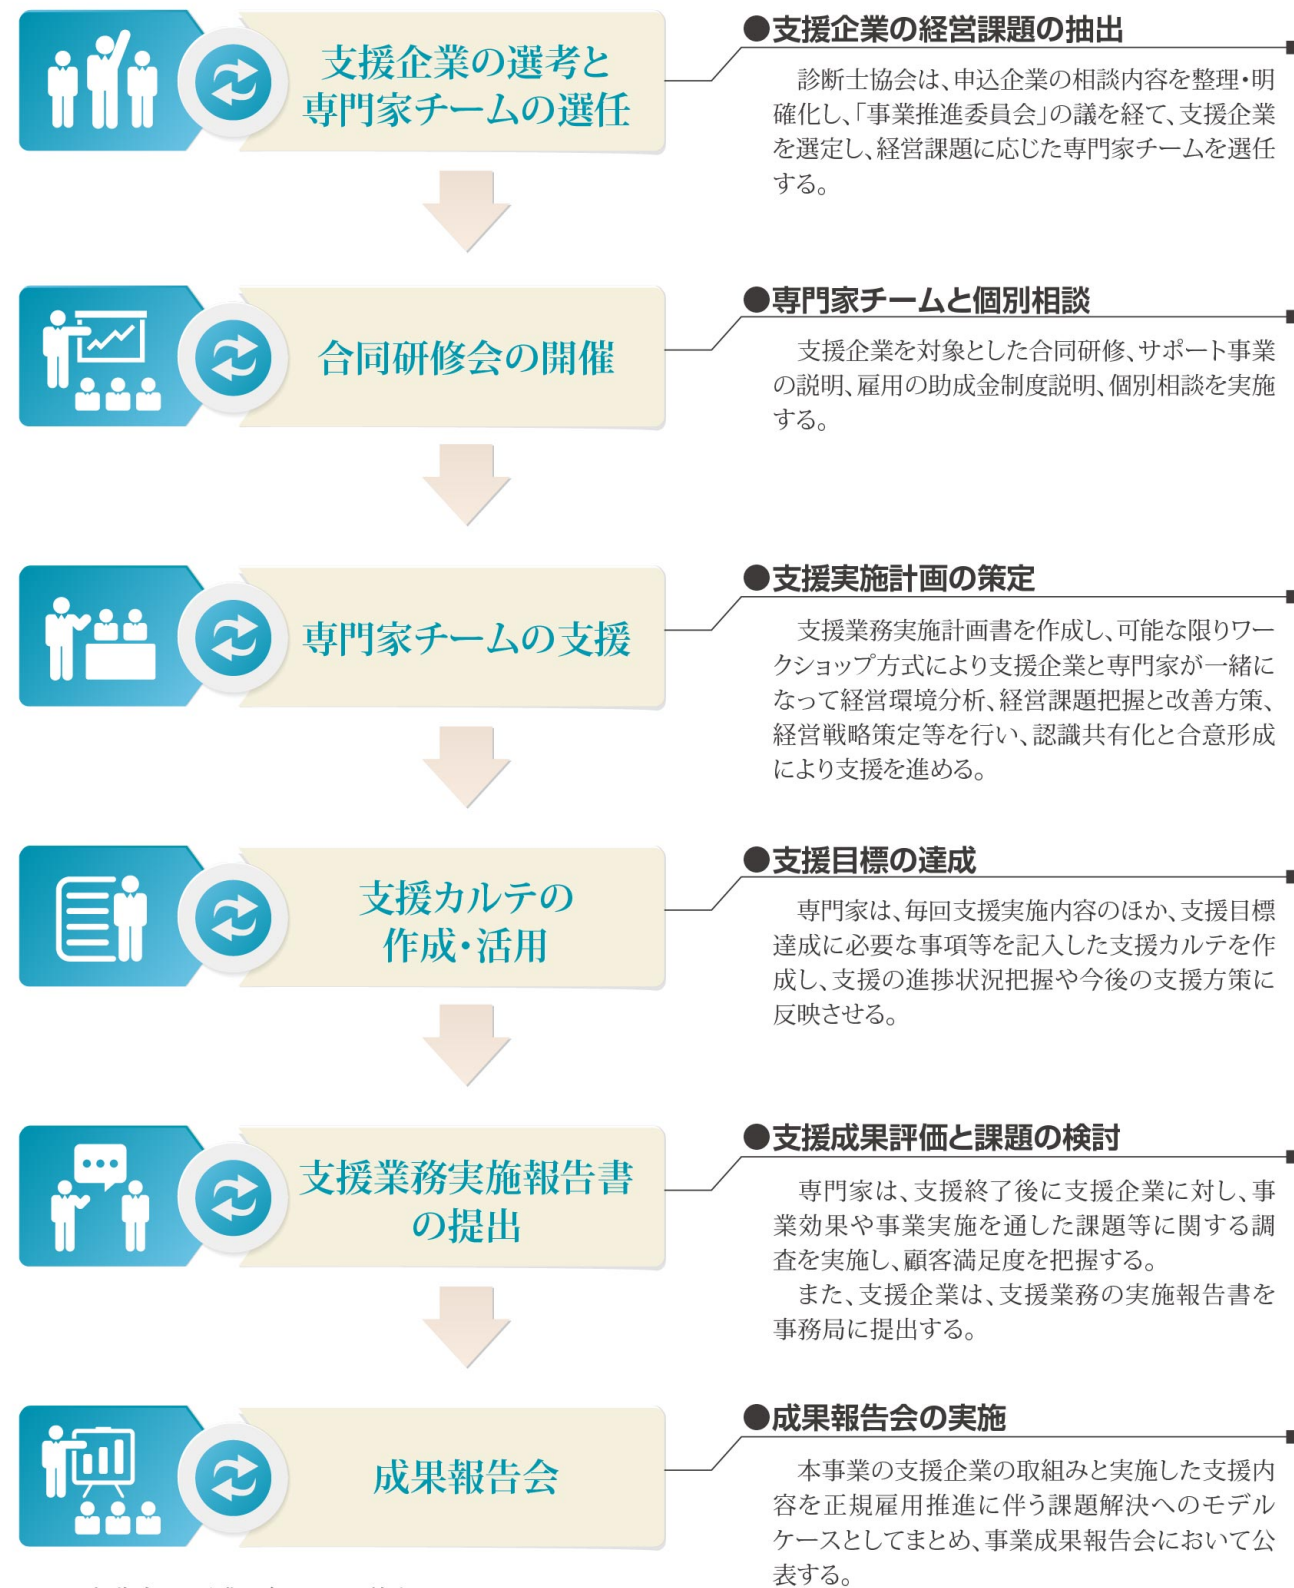 支援企業の選考と
専門家チームの選任
●支援企業の経営課題の抽出
診断士協会は、申込企業の相談内容を整理・明
確化し、「事業推進委員会」の議を経て、支援企業
を選定し、経営課題に応じた専門家チームを選任
する。
合同研修会の開催
●専門家チームと個別相談
支援企業を対象とした合同研修、サポート事業
の説明、雇用の助成金制度説明、個別相談を実施
する。
専門家チームの支援
●支援実施計画の策定
支援業務実施計画書を作成し、可能な限りワー
クショップ方式により支援企業と専門家が一緒に
なって経営環境分析、経営課題把握と改善方策、
経営戦略策定等を行い、認識共有化と合意形成
により支援を進める。
支援カルテの
作成・活用
●支援目標の達成
専門家は、毎回支援実施内容のほか、支援目標
達成に必要な事項等を記入した支援カルテを作
成し、支援の進捗状況把握や今後の支援方策に
反映させる。
支援業務実施報告書
の提出
●支援成果評価と課題の検討
専門家は、支援終了後に支援企業に対し、事
業効果や事業実施を通した課題等に関する調
査を実施し、顧客満足度を把握する。
また、支援企業は、支援業務の実施報告書を
事務局に提出する。
成果報告会
●成果報告会の実施
本事業の支援企業の取組みと実施した支援内
容を正規雇用推進に伴う課題解決へのモデル
ケースとしてまとめ、事業成果報告会において公
表する。